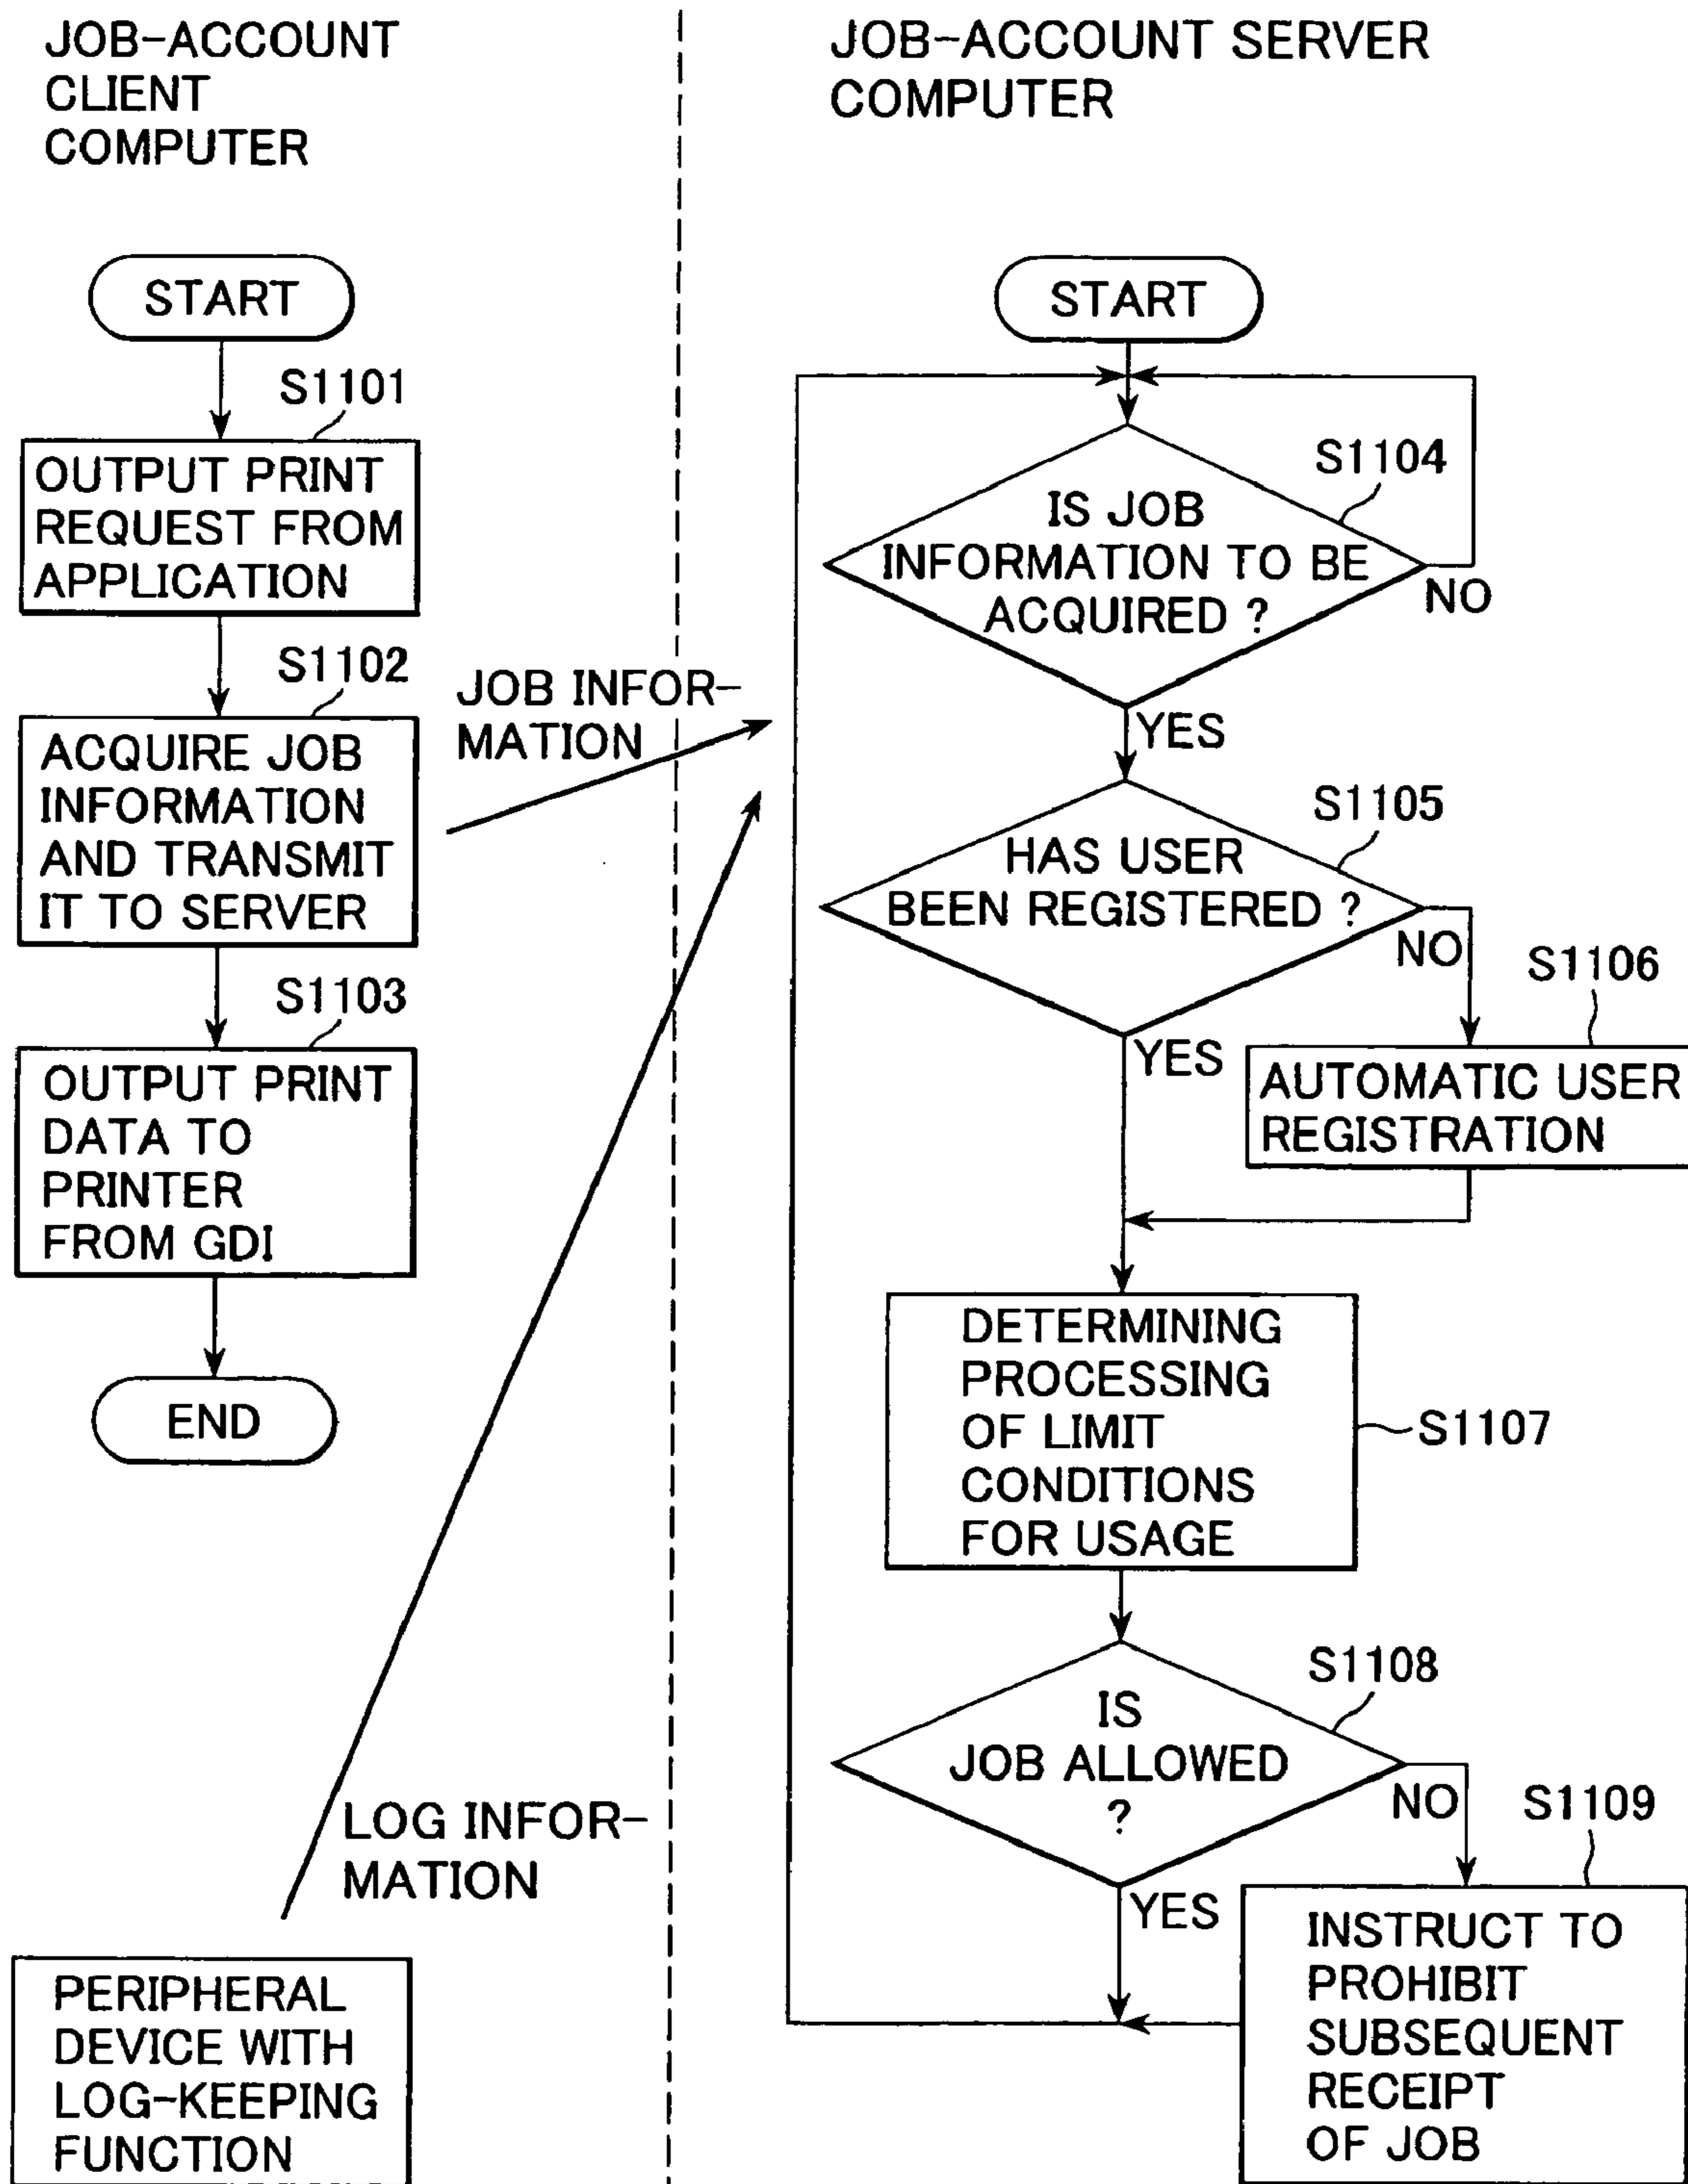 JOB-ACCOUNT
CLIENT
COMPUTER
START
S1101
OUTPUT PRINT
REQUEST FROM
APPLICATION
S1102
ACQUIRE JOB
INFORMATION
AND TRANSMIT
IT TO SERVER
JOB INFOR-
MATION
S1103
OUTPUT PRINT
DATA TO
PRINTER
FROM GDI
END
LOG INFOR-
MATION
PERIPHERAL
DEVICE WITH
LOG-KEEPING
FUNCTION
JOB-ACCOUNT SERVER
COMPUTER
START
S1104
IS JOB
INFORMATION TO BE
ACQUIRED ?
NO
YES
S1105
HAS USER
BEEN REGISTERED ?
NO
S1106
YES
AUTOMATIC USER
REGISTRATION
DETERMINING
PROCESSING
OF LIMIT
CONDITIONS
FOR USAGE
S1107
S1108
IS
JOB ALLOWED
?
NO
S1109
YES
INSTRUCT TO
PROHIBIT
SUBSEQUENT
RECEIPT
OF JOB